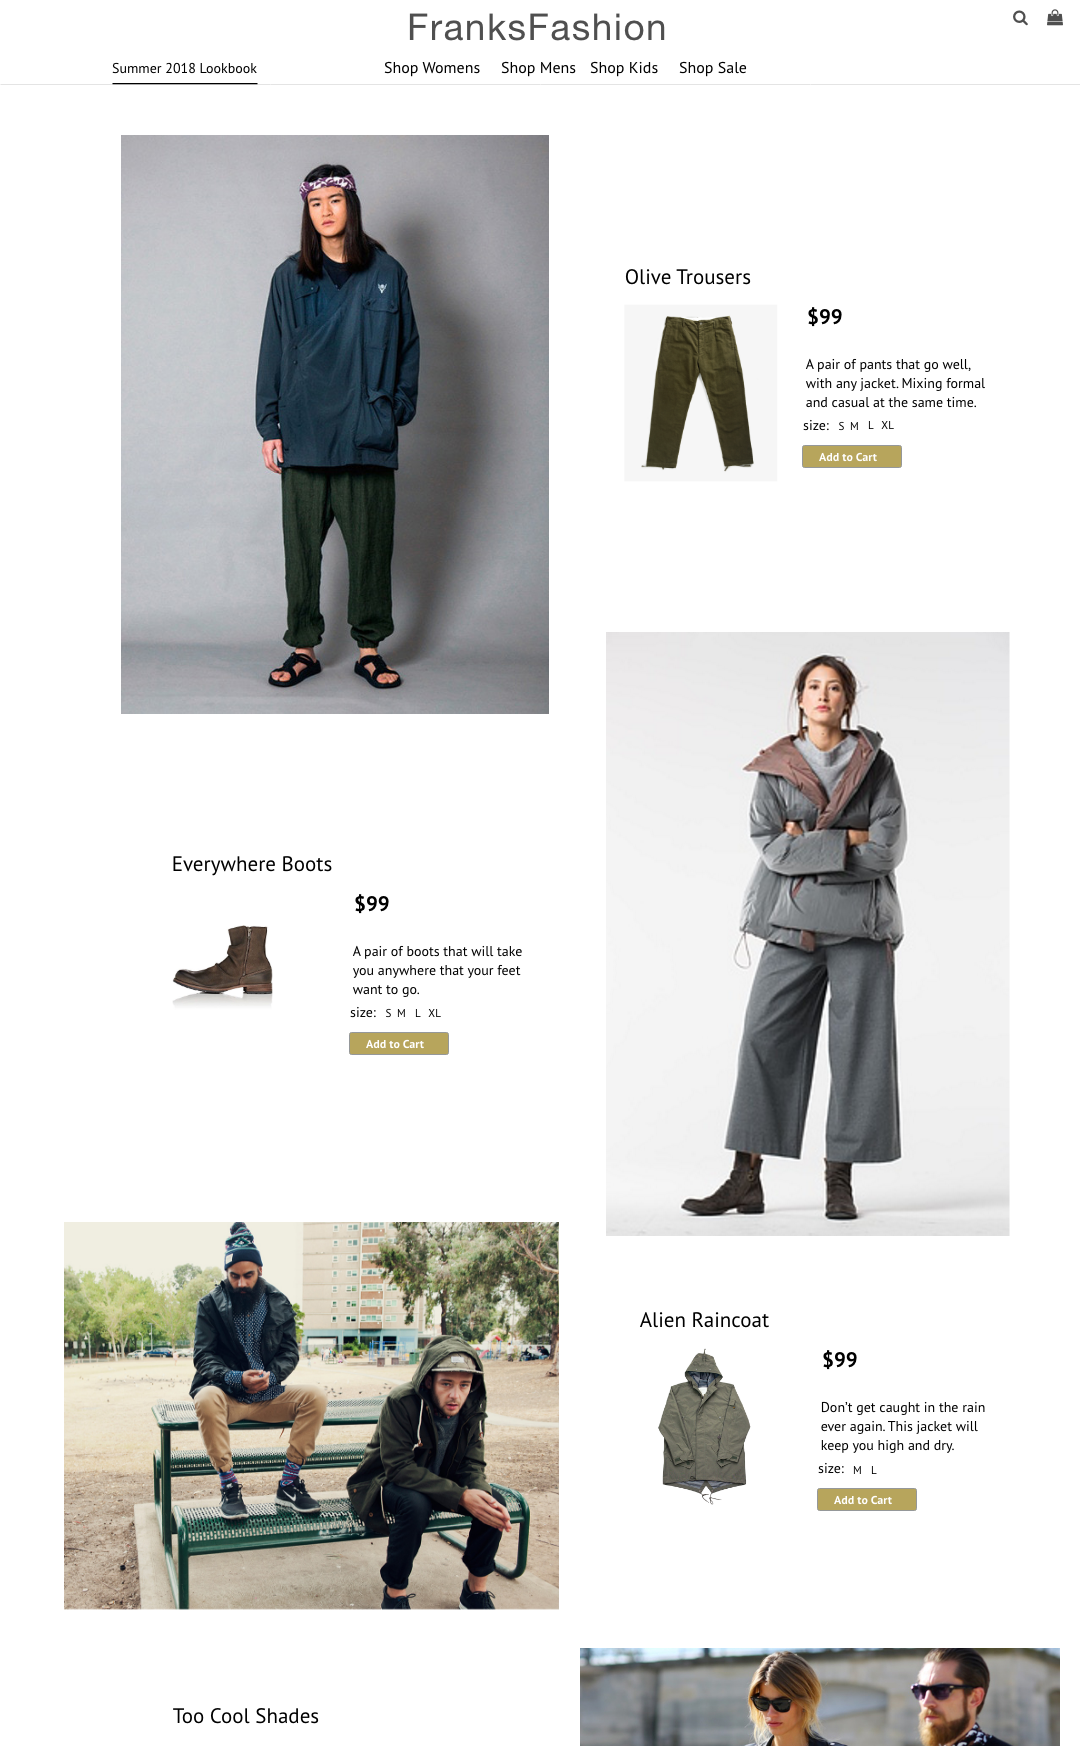 FranksFashion
Summer 2018 Lookbook
Shop Womens Shop Mens Shop Kids Shop Sale
Olive Trousers
$99
A pair of pants that go well,
with any jacket. Mixing formal
and casual at the same time.
size: S M L XL
Add to Cart
Everywhere Boots
$99
A pair of boots that will take
you anywhere that your feet
want to go.
size: S M L XL
Add to Cart
Alien Raincoat
$99
Don't get caught in the rain
ever again. This jacket will
keep you high and dry.
size: M L
Add to Cart
Too Cool Shades